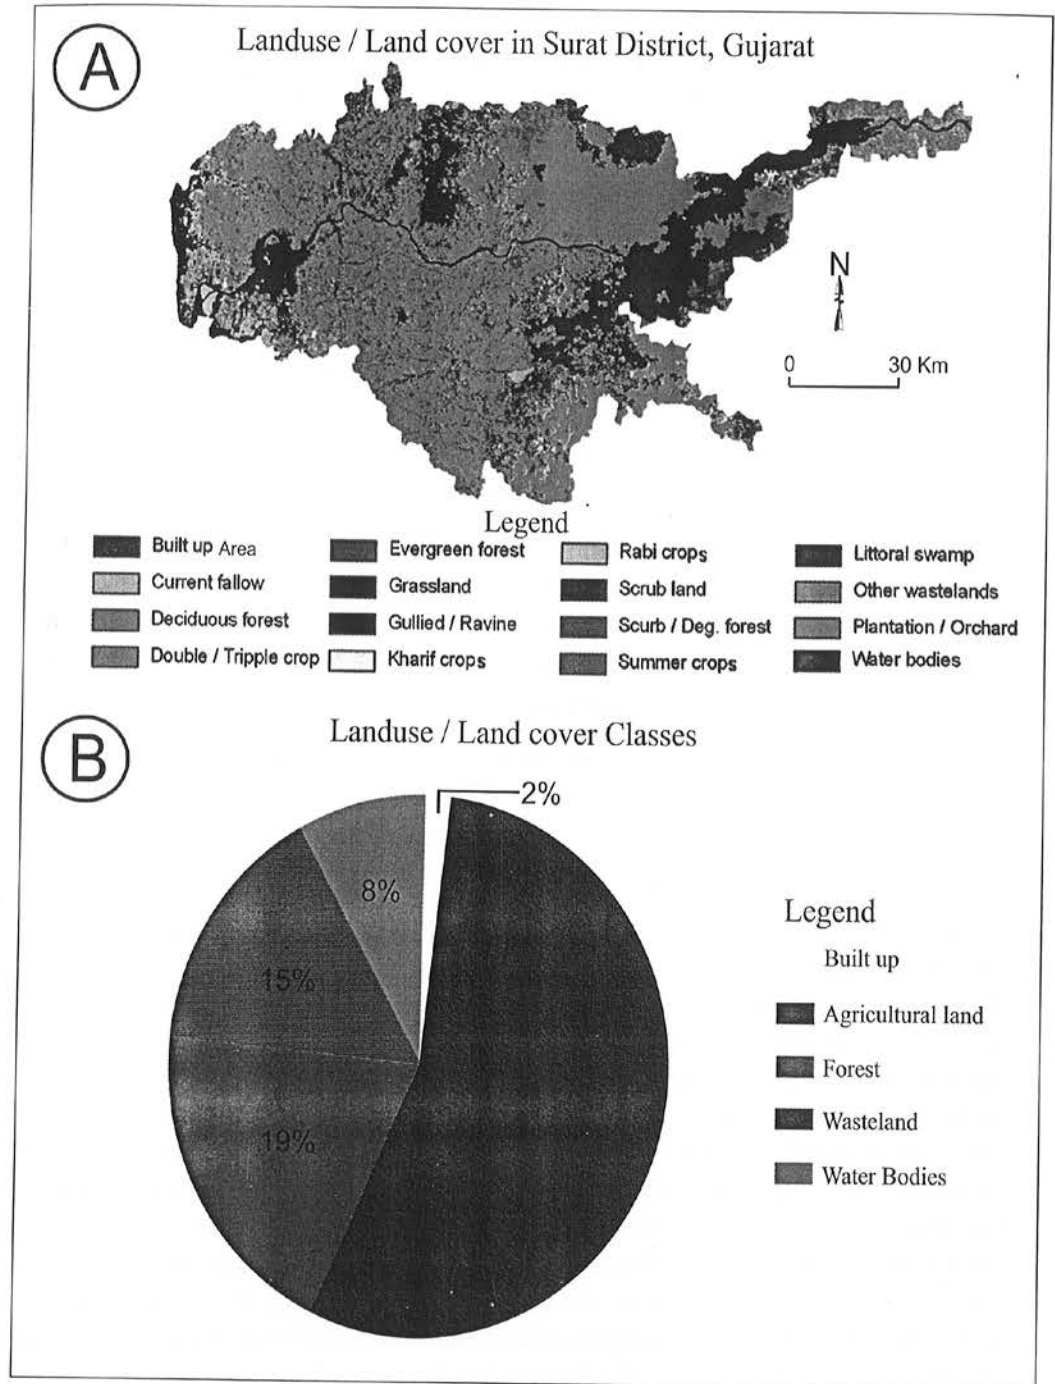 A
Landuse / Land cover in Surat District, Gujarat
N
0 30 Km
Legend
Built up Area
Evergreen forest
Rabi crops
Littoral swamp
Current fallow
Grassland
Scrub land
Other wastelands
Deciduous forest
Gullied / Ravine
Scurb / Deg. forest
Plantation / Orchard
Double / Tripple crop
Kharif crops
Summer crops
Water bodies
B
Landuse / Land cover Classes
2%
8%
15%
19%
Legend
Built up
Agricultural land
Forest
Wasteland
Water Bodies